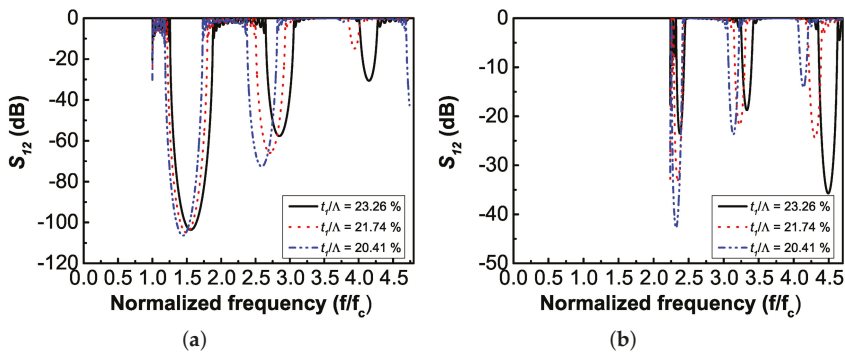 (a)
S12 (dB)
0
-20
-40
-60
-80
-100
-120
0.0 0.5 1.0 1.5 2.0 2.5 3.0 3.5 4.0 4.5
Normalized frequency (f/fc)
tr/Λ = 23.26 %
tr/Λ = 21.74 %
tr/Λ = 20.41 %
(b)
S12 (dB)
0
-10
-20
-30
-40
-50
0.0 0.5 1.0 1.5 2.0 2.5 3.0 3.5 4.0 4.5
Normalized frequency (f/fc)
tr/Λ = 23.26 %
tr/Λ = 21.74 %
tr/Λ = 20.41 %